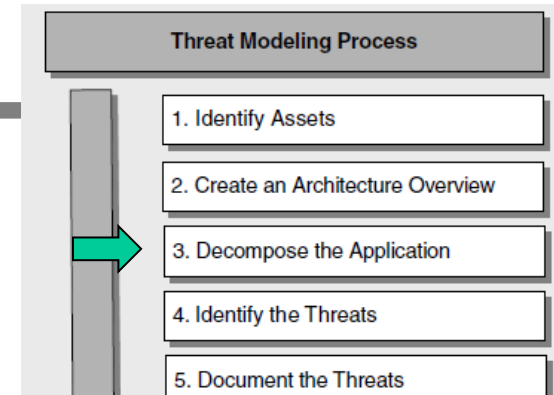 Threat Modeling Process
1. Identify Assets
2. Create an Architecture Overview
3. Decompose the Application
4. Identify the Threats
5. Document the Threats